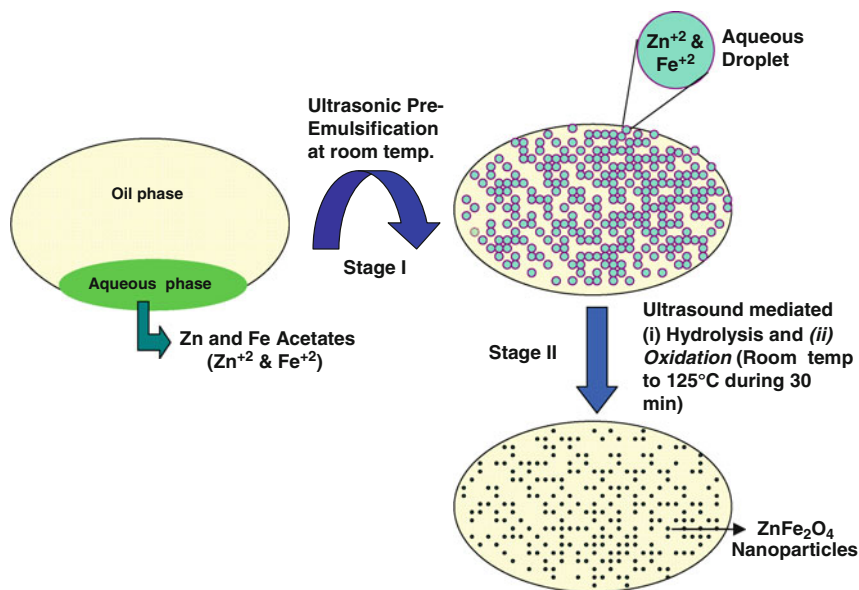 Oil phase
Aqueous phase
Zn and Fe Acetates
(Zn⁺² & Fe⁺²)
Ultrasonic Pre-
Emulsification
at room temp.
Stage I
Zn⁺² &
Fe⁺²
Aqueous
Droplet
Stage II
Ultrasound mediated
(i) Hydrolysis and (ii)
Oxidation (Room temp
to 125°C during 30
min)
ZnFe₂O₄
Nanoparticles